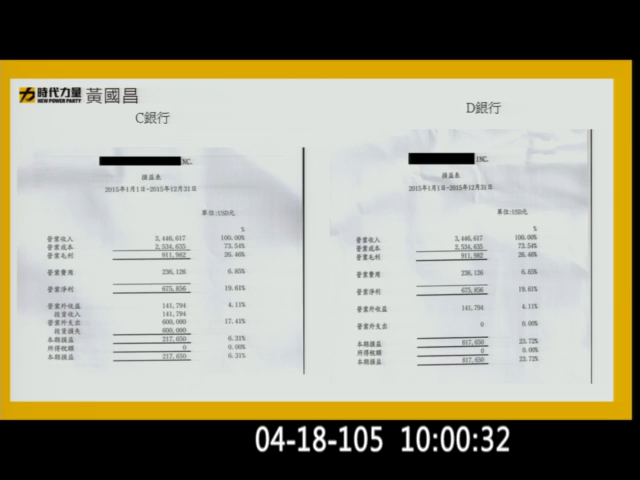 時代力量 NEW POWER PARTY 黃國昌
C銀行
INC.
損益表
2015年1月1日~2015年12月31日
單位:USD元
%
營業收入 3,446,617 100.00%
營業成本 2,534,635 73.54%
營業毛利 911,982 26.46%
營業費用 236,126 6.85%
營業淨利 675,856 19.61%
營業外收益 141,794 4.11%
投資收入 141,794
營業外支出 600,000 17.41%
投資損失 600,000
本期損益 217,650 6.31%
所得稅額 0 0.00%
本期損益 217,650 6.31%
D銀行
INC.
損益表
2015年1月1日~2015年12月31日
單位:USD元
%
營業收入 3,446,617 100.00%
營業成本 2,534,635 73.54%
營業毛利 911,982 26.46%
營業費用 236,126 6.85%
營業淨利 675,856 19.61%
營業外收益 141,794 4.11%
營業外支出 0 0.00%
本期損益 817,650 23.72%
所得稅額 0 0.00%
本期損益 817,650 23.72%
04-18-105 10:00:32